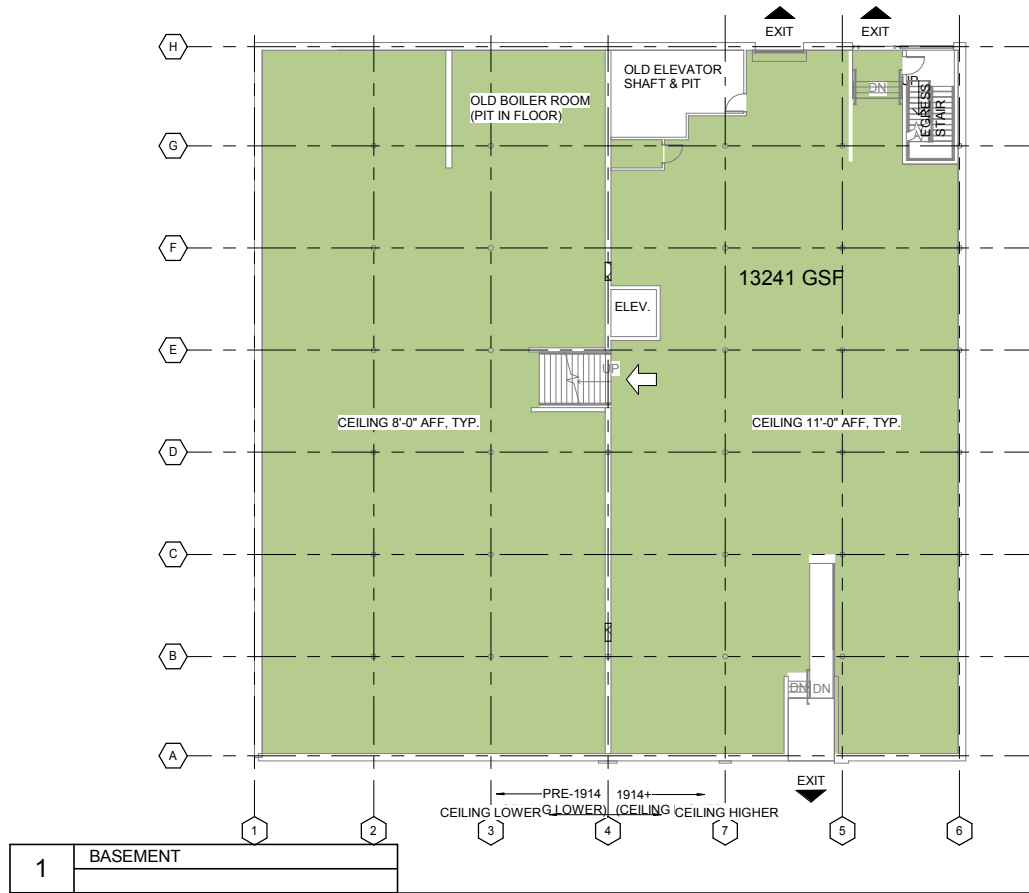 EXIT
EXIT
H
OLD ELEVATOR
SHAFT & PIT
UP
DN
OLD BOILER ROOM
(PIT IN FLOOR)
EGRESS
STAIR
G
F
13241 GSF
ELEV.
E
UP
CEILING 8'-0" AFF, TYP.
CEILING 11'-0" AFF, TYP.
D
C
B
DN
DN
A
EXIT
PRE-1914
1914+
CEILING LOWER
G LOWER)
(CEILING
CEILING HIGHER
1
2
3
4
7
5
6
1
BASEMENT